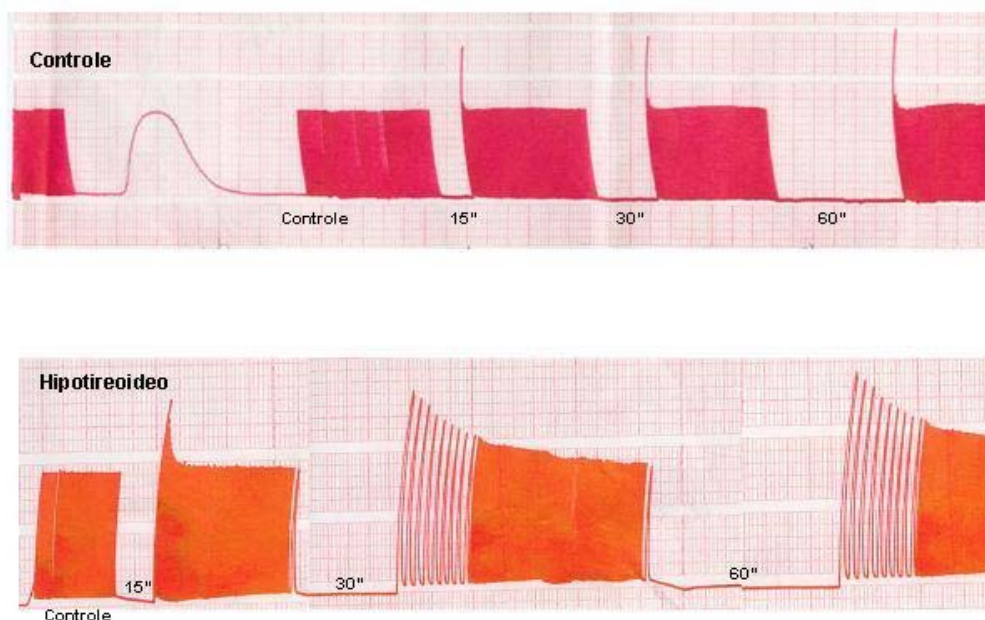 Controle
Controle 15" 30" 60"
Hipotireoideo
15" 30" 60"
Controle